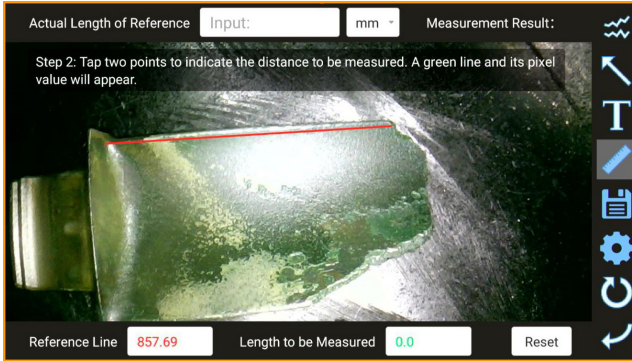 Actual Length of Reference Input: mm Measurement Result:
Step 2: Tap two points to indicate the distance to be measured. A green line and its pixel
value will appear.
T
Reference Line 857.69 Length to be Measured 0.0 Reset